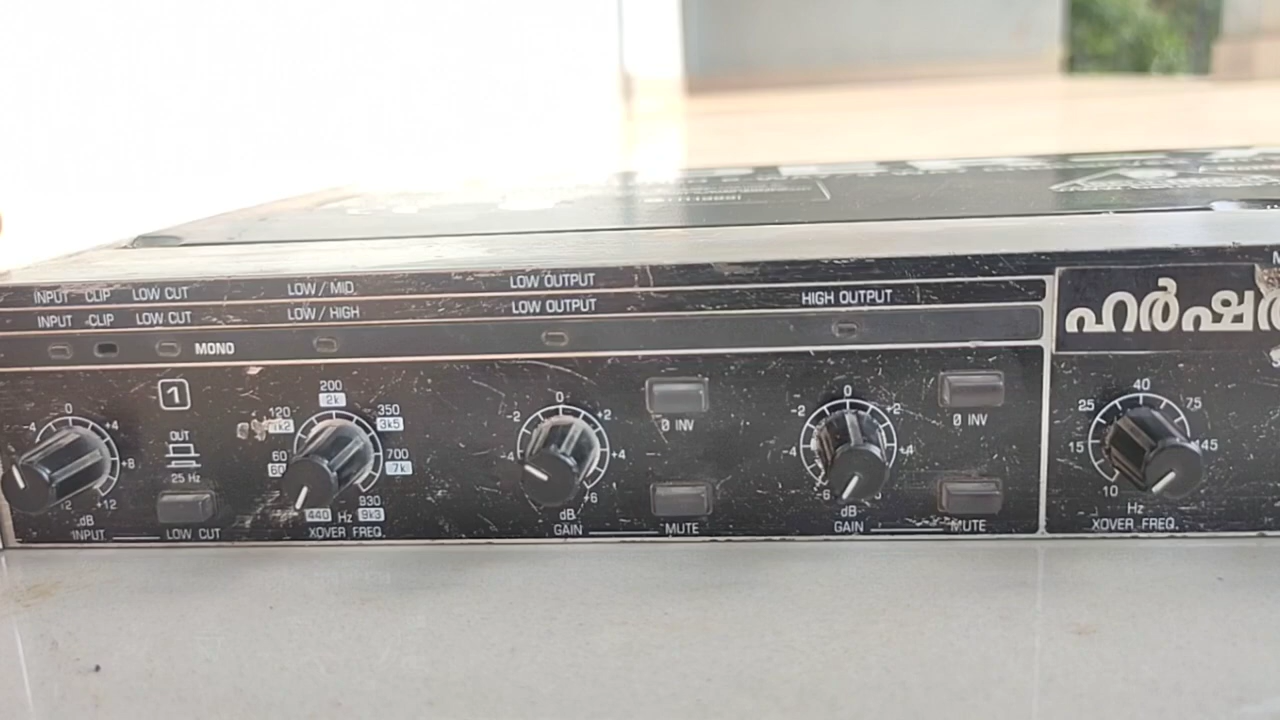 INPUT CLIP LOW CUT LOW / MID LOW OUTPUT
INPUT CLIP LOW CUT LOW / HIGH LOW OUTPUT HIGH OUTPUT
MONO
ഹർഷ
1
0
-4 +4
+8
+12
dB
INPUT
OUT
25 Hz
LOW CUT
200
2k
120
350
3k5
60
700
7k
930
9k3
440 Hz
XOVER FREQ.
0
-2 +2
+4
+6
dB
GAIN
Ø INV
MUTE
0
-2 +2
-4 +4
-6
dB
GAIN
Ø INV
MUTE
40
25 75
15 145
10
Hz
XOVER FREQ.